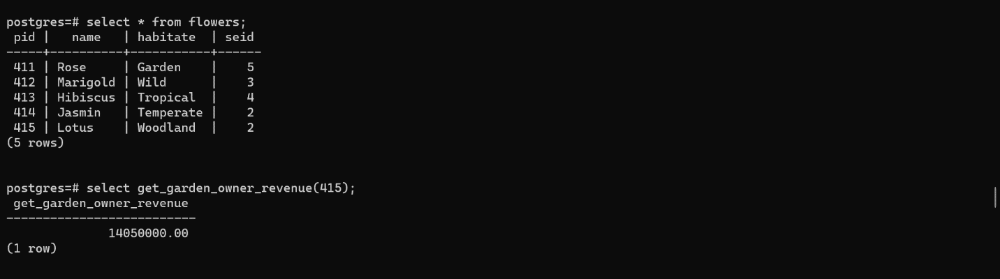 postgres=# select * from flowers;
 pid |   name   | habitate  | seid
-----+----------+-----------+------
 411 | Rose     | Garden    |    5
 412 | Marigold | Wild      |    3
 413 | Hibiscus | Tropical  |    4
 414 | Jasmin   | Temperate |    2
 415 | Lotus    | Woodland  |    2
(5 rows)
postgres=# select get_garden_owner_revenue(415);
 get_garden_owner_revenue
--------------------------
              14050000.00
(1 row)